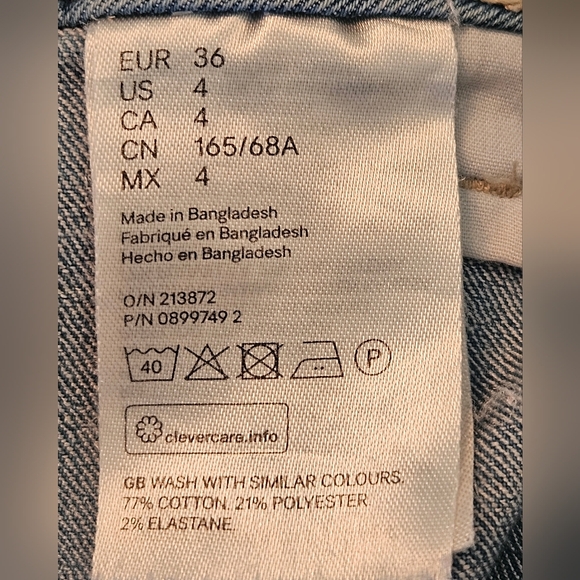 EUR 36
US 4
CA 4
CN 165/68A
MX 4
Made in Bangladesh
Fabriqué en Bangladesh
Hecho en Bangladesh
O/N 213872
P/N 0899749 2
40 P
clevercare.info
GB WASH WITH SIMILAR COLOURS.
77% COTTON. 21% POLYESTER
2% ELASTANE